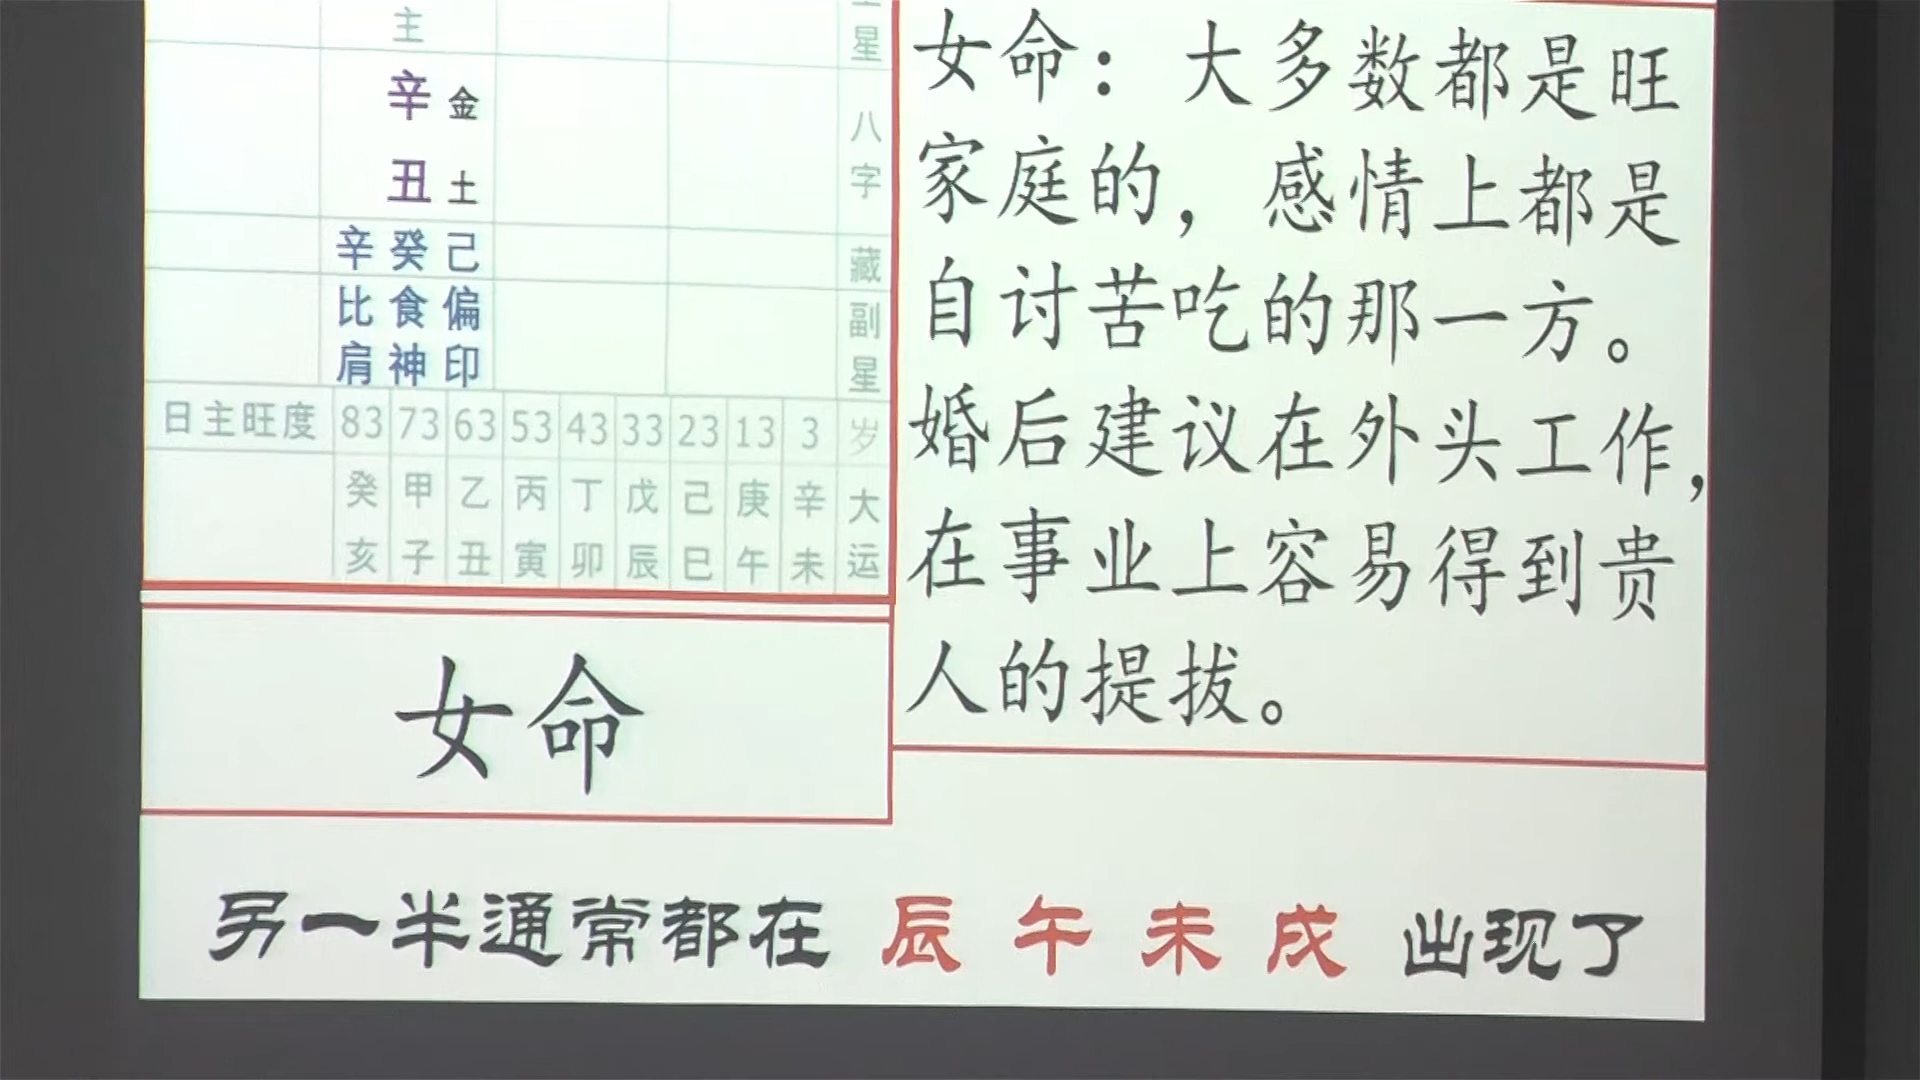 主
星
辛 金
丑 土
八
字
辛 癸 己
藏
比 食 偏
肩 神 印
副
星
日主旺度 83 73 63 53 43 33 23 13 3 岁
癸 甲 乙 丙 丁 戊 己 庚 辛 大
亥 子 丑 寅 卯 辰 巳 午 未 运
女命
女命：大多数都是旺
家庭的，感情上都是
自讨苦吃的那一方。
婚后建议在外头工作，
在事业上容易得到贵
人的提拔。
另一半通常都在 辰 午 未 戌 出现了